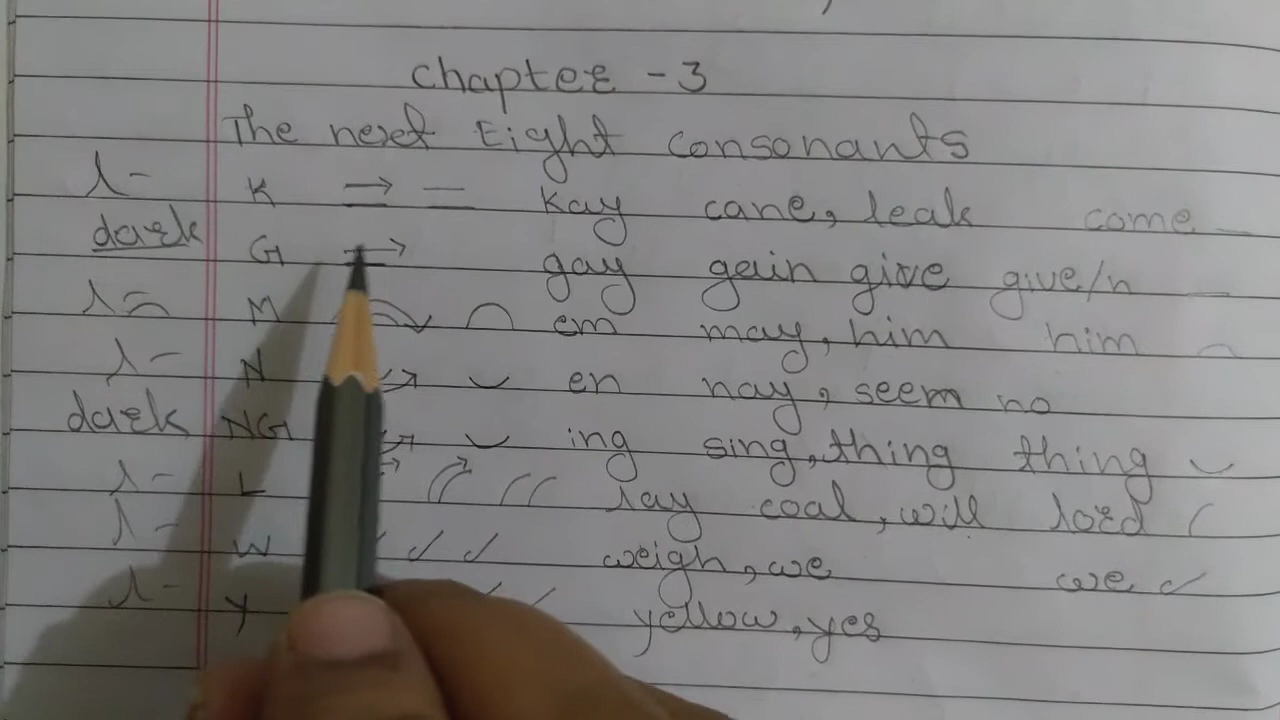 Chapter - 3
The next Eight Consonants
K Kay cane, leak come
dark G gay gain give give/n
M em may, him him
N en nay, seem no
dark NG ing sing, thing thing
L lay coal, will lord
W weigh, we we
Y yellow, yes